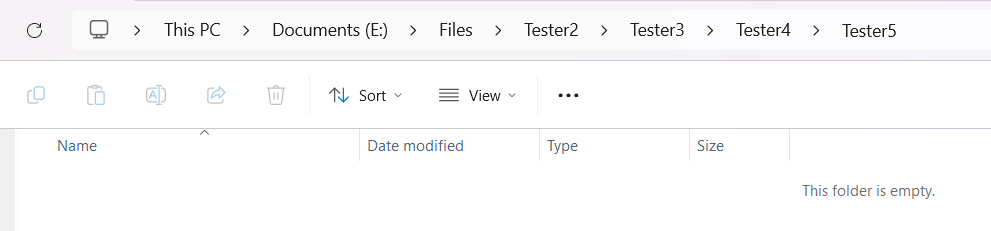 This PC > Documents (E:) > Files > Tester2 > Tester3 > Tester4 > Tester5
Sort View
Name Date modified Type Size
This folder is empty.